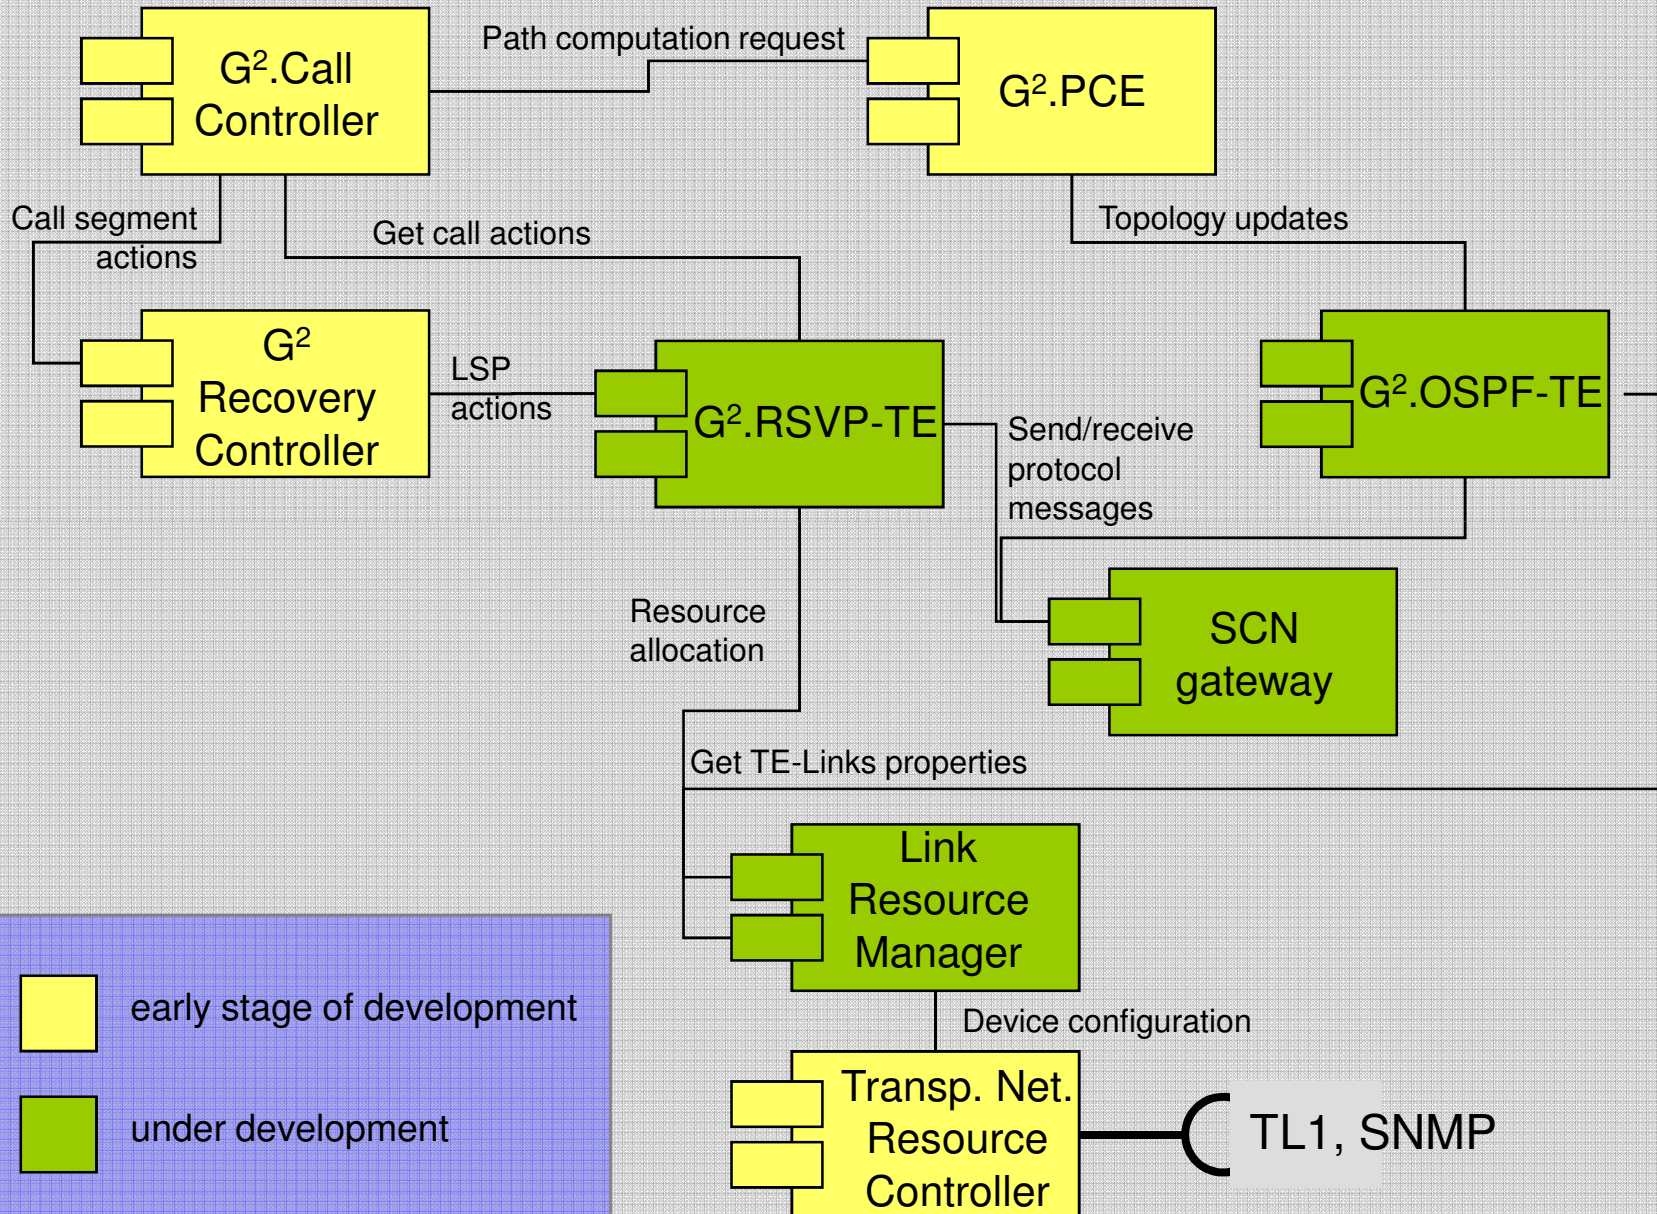 G².Call
Controller
Path computation request
G².PCE
Call segment
actions
Get call actions
Topology updates
G²
Recovery
Controller
LSP
actions
G².RSVP-TE
Send/receive
protocol
messages
G².OSPF-TE
Resource
allocation
SCN
gateway
Get TE-Links properties
Link
Resource
Manager
early stage of development
Device configuration
under development
Transp. Net.
Resource
Controller
TL1, SNMP